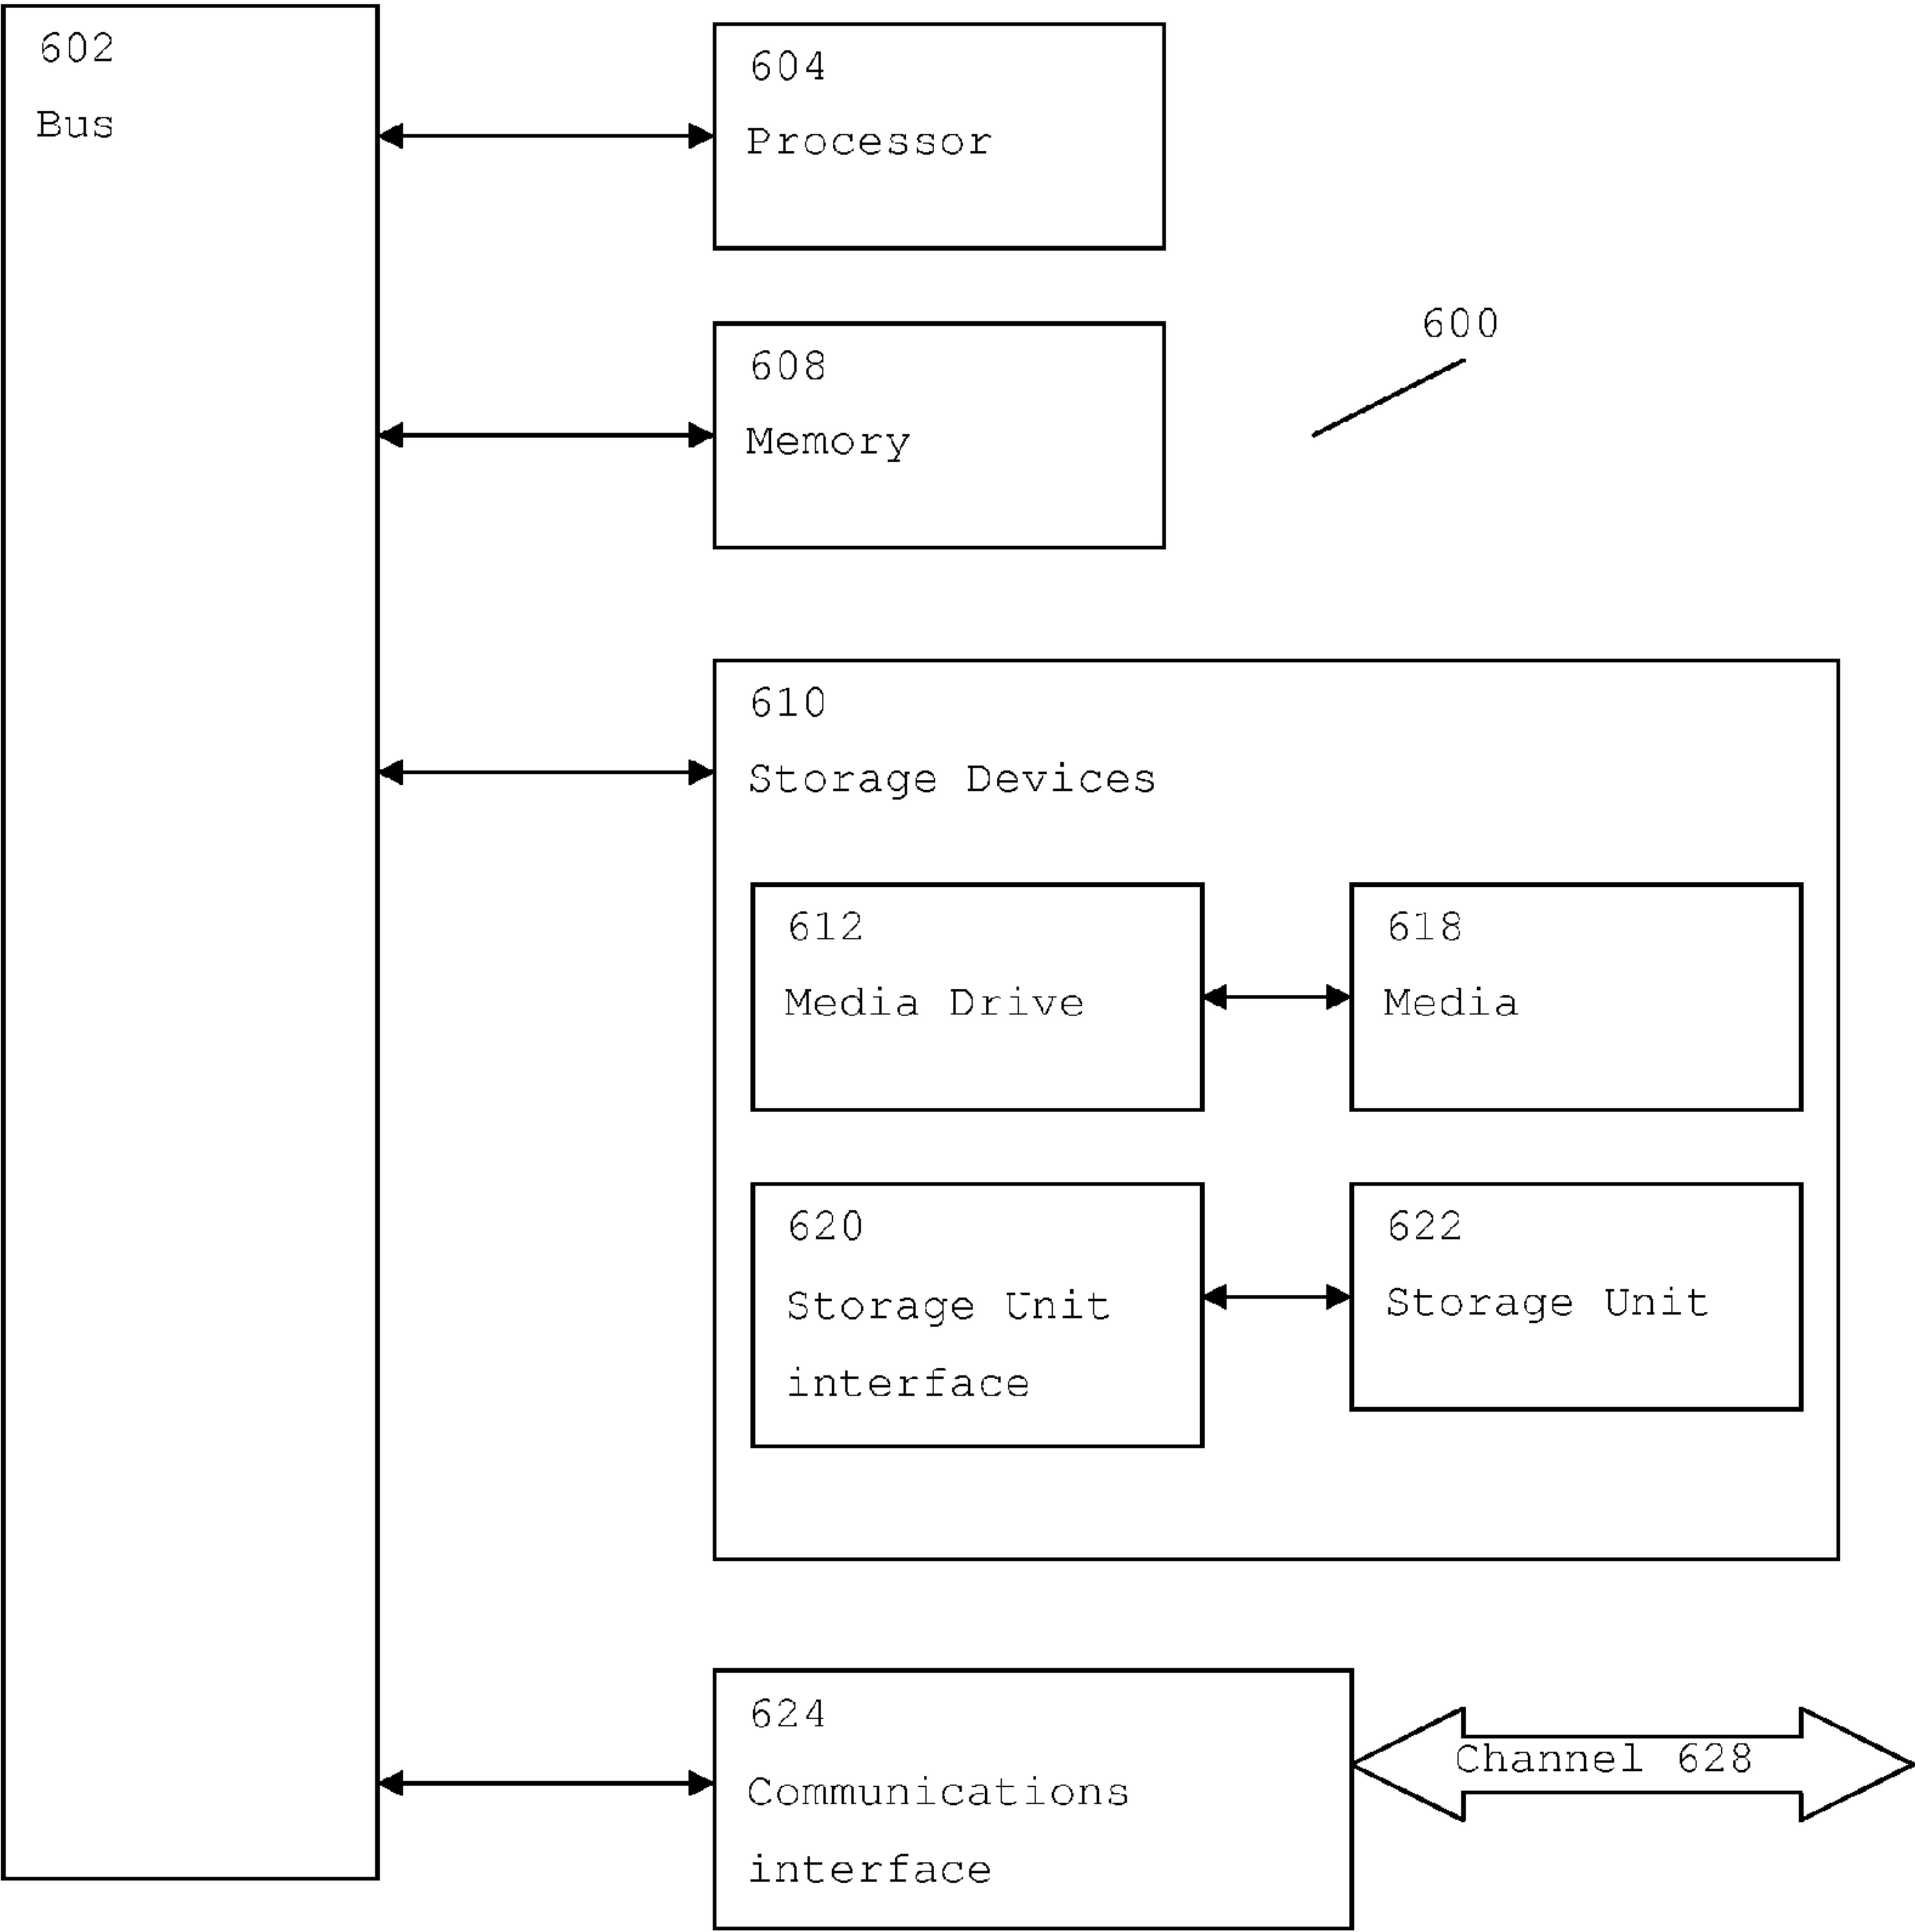 602
Bus
604
Processor
600
608
Memory
610
Storage Devices
612
Media Drive
618
Media
620
Storage Unit
interface
622
Storage Unit
624
Communications
interface
Channel 628